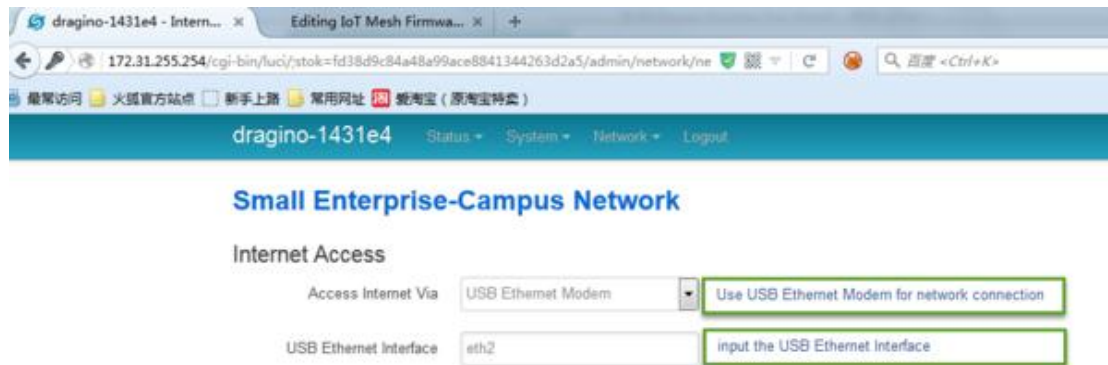 dragino-1431e4 - Intern... × Editing IoT Mesh Firmwa... × +
172.31.255.254/cgi-bin/luci/;stok=fd38d9c84a48a99ace8841344263d2a5/admin/network/ne 百度 <Ctrl+K>
最常访问 火狐官方站点 新手上路 常用网址 爱淘宝（原淘宝特卖）
dragino-1431e4 Status System Network Logout
Small Enterprise-Campus Network
Internet Access
Access Internet Via USB Ethernet Modem Use USB Ethernet Modem for network connection
USB Ethernet Interface eth2 input the USB Ethernet Interface